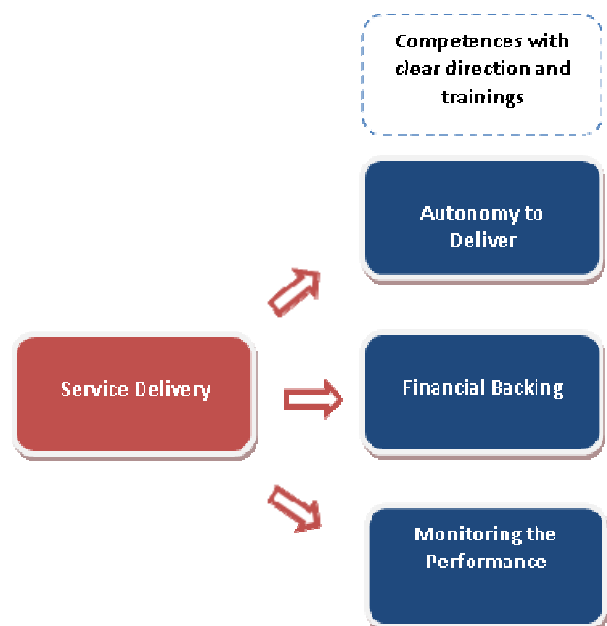 Competences with
clear direction and
trainings
Autonomy to
Deliver
Service Delivery
Financial Backing
Monitoring the
Performance